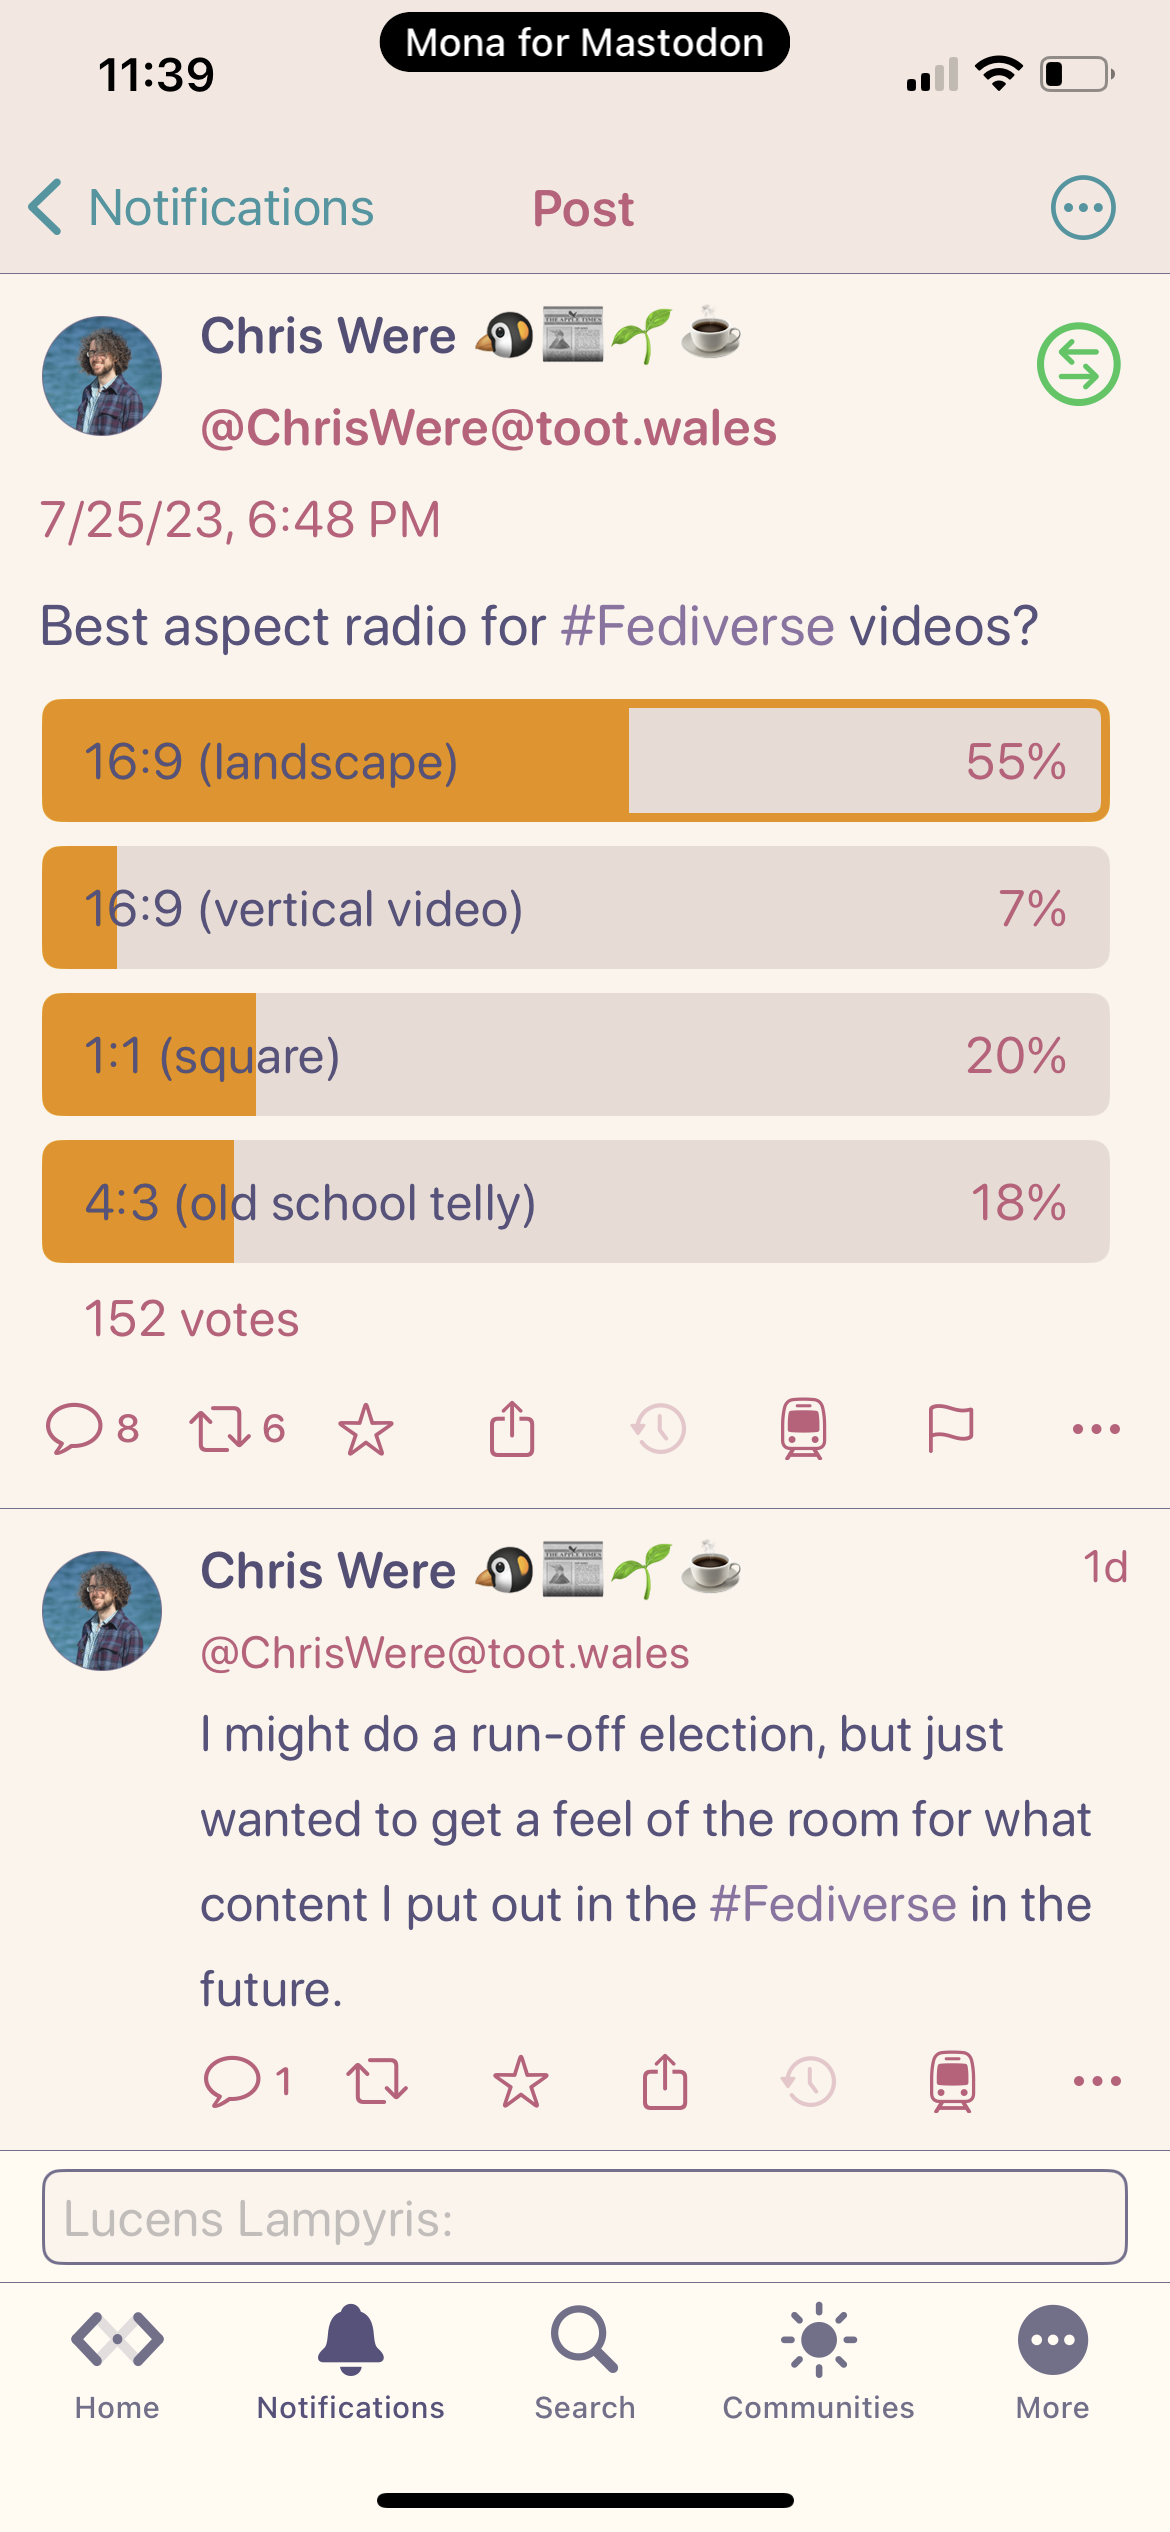 Mona for Mastodon
11:39
Notifications
Post
Chris Were
@ChrisWere@toot.wales
7/25/23, 6:48 PM
Best aspect radio for #Fediverse videos?
16:9 (landscape) 55%
16:9 (vertical video) 7%
1:1 (square) 20%
4:3 (old school telly) 18%
152 votes
8 6
Chris Were 1d
@ChrisWere@toot.wales
I might do a run-off election, but just
wanted to get a feel of the room for what
content I put out in the #Fediverse in the
future.
1
Lucens Lampyris:
Home Notifications Search Communities More